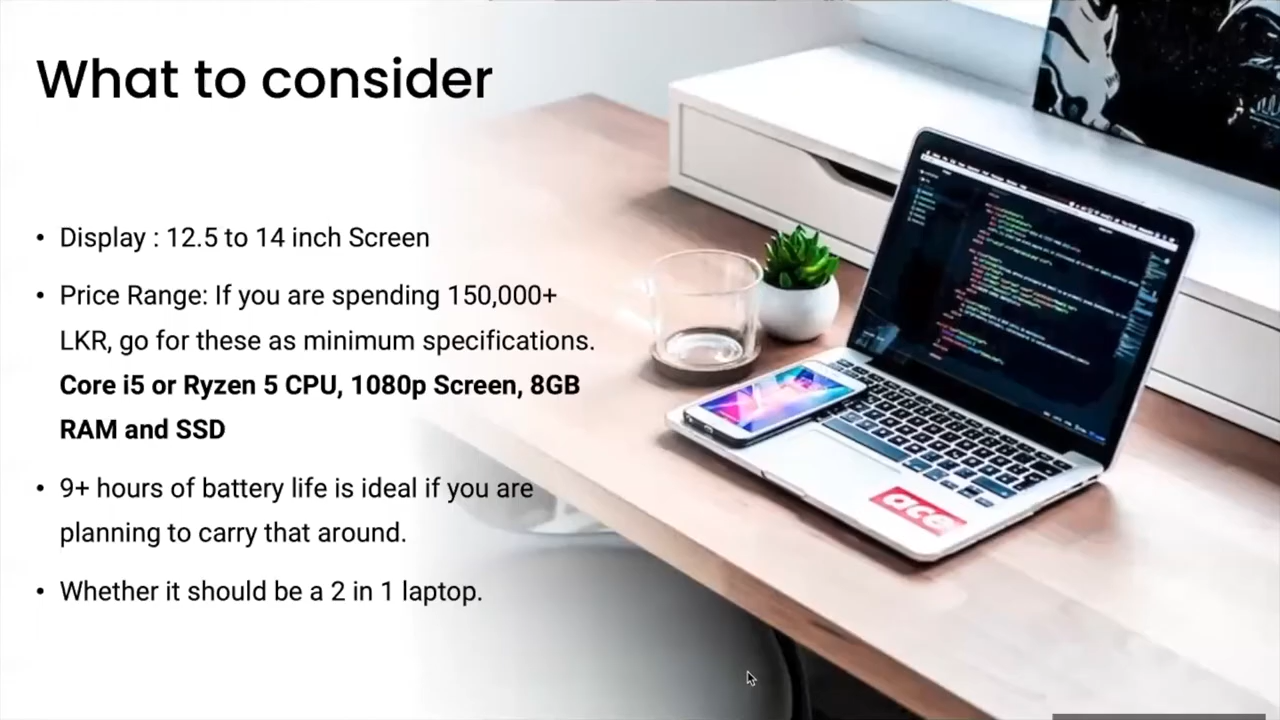 What to consider
• Display : 12.5 to 14 inch Screen
• Price Range: If you are spending 150,000+
LKR, go for these as minimum specifications.
Core i5 or Ryzen 5 CPU, 1080p Screen, 8GB
RAM and SSD
• 9+ hours of battery life is ideal if you are
planning to carry that around.
• Whether it should be a 2 in 1 laptop.